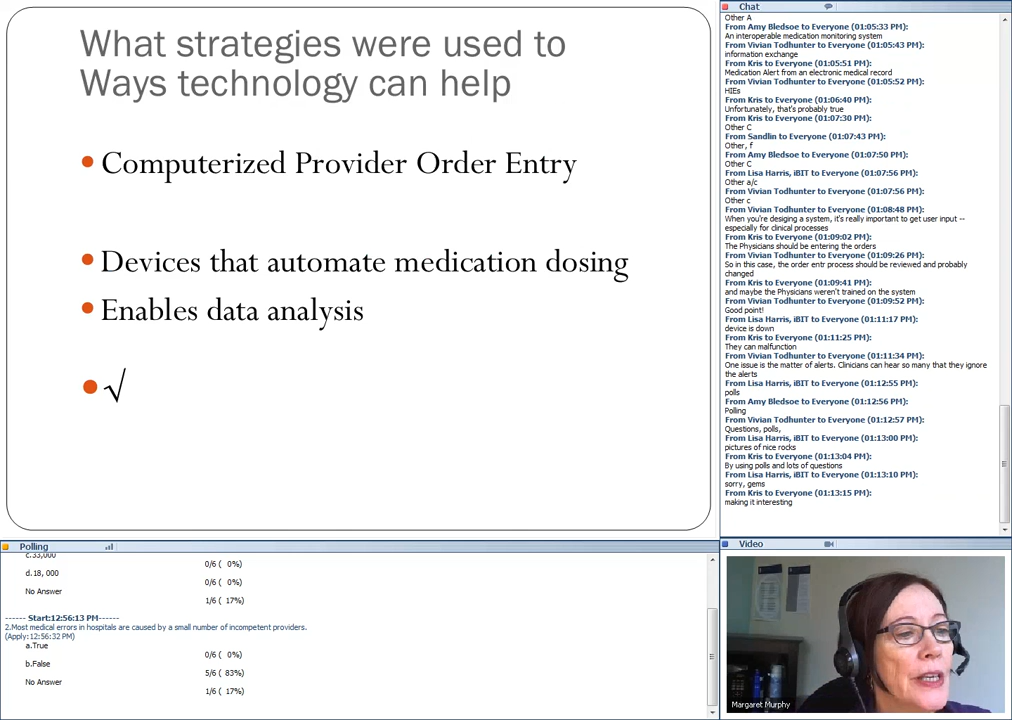 What strategies were used to
Ways technology can help
• Computerized Provider Order Entry
• Devices that automate medication dosing
• Enables data analysis
• √
Polling
c.33,000
0/6 ( 0%)
d.18, 000
0/6 ( 0%)
No Answer
1/6 ( 17%)
------ Start:12:56:13 PM------
2.Most medical errors in hospitals are caused by a small number of incompetent providers.
(Apply:12:56:32 PM)
a.True
0/6 ( 0%)
b.False
5/6 ( 83%)
No Answer
1/6 ( 17%)
Chat
Other A
From Amy Bledsoe to Everyone (01:05:33 PM):
An interoperable medication monitoring system
From Vivian Todhunter to Everyone (01:05:43 PM):
information exchange
From Kris to Everyone (01:05:51 PM):
Medication Alert from an electronic medical record
From Vivian Todhunter to Everyone (01:05:52 PM):
HIEs
From Kris to Everyone (01:06:40 PM):
Unfortunately, that's probably true
From Kris to Everyone (01:07:30 PM):
Other C
From Sandlin to Everyone (01:07:43 PM):
Other, f
From Amy Bledsoe to Everyone (01:07:50 PM):
Other C
From Lisa Harris, iBIT to Everyone (01:07:56 PM):
Other a/c
From Vivian Todhunter to Everyone (01:07:56 PM):
Other c
From Vivian Todhunter to Everyone (01:08:48 PM):
When you're desiging a system, it's really important to get user input --
especially for clinical processes
From Kris to Everyone (01:09:02 PM):
The Physicians should be entering the orders
From Vivian Todhunter to Everyone (01:09:26 PM):
So in this case, the order entr process should be reviewed and probably
changed
From Kris to Everyone (01:09:41 PM):
and maybe the Physicians weren't trained on the system
From Vivian Todhunter to Everyone (01:09:52 PM):
Good point!
From Lisa Harris, iBIT to Everyone (01:11:17 PM):
device is down
From Kris to Everyone (01:11:25 PM):
They can malfunction
From Vivian Todhunter to Everyone (01:11:34 PM):
One issue is the matter of alerts. Clinicians can hear so many that they ignore
the alerts
From Lisa Harris, iBIT to Everyone (01:12:55 PM):
polls
From Amy Bledsoe to Everyone (01:12:56 PM):
Polling
From Vivian Todhunter to Everyone (01:12:57 PM):
Questions, polls,
From Lisa Harris, iBIT to Everyone (01:13:00 PM):
pictures of nice rocks
From Kris to Everyone (01:13:04 PM):
By using polls and lots of questions
From Lisa Harris, iBIT to Everyone (01:13:10 PM):
sorry, gems
From Kris to Everyone (01:13:15 PM):
making it interesting
Video
Margaret Murphy